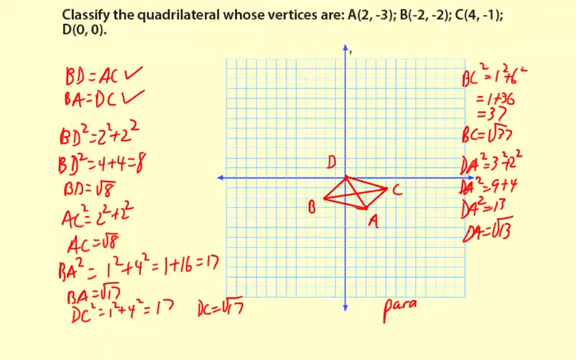 Classify the quadrilateral whose vertices are: A(2, -3); B(-2, -2); C(4, -1);
D(0, 0).
BD = AC ✓
BA = DC ✓
BD² = 2² + 2²
BD² = 4 + 4 = 8
BD = √8
AC² = 2² + 2²
AC = √8
BA² = 1² + 4² = 1 + 16 = 17
BA = √17
DC² = 1² + 4² = 17 DC = √17
D
B
C
A
para
BC² = 1² + 6²
= 1 + 36
= 37
BC = √37
DA² = 3² + 2²
DA² = 9 + 4
DA² = 13
DA = √13